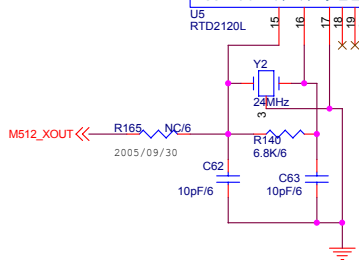 U5
RTD2120L
15
16
17
18
19
Y2
24MHz
3
M512_XOUT
R165
NC/6
2005/09/30
R140
6.8K/6
C62
10pF/6
C63
10pF/6